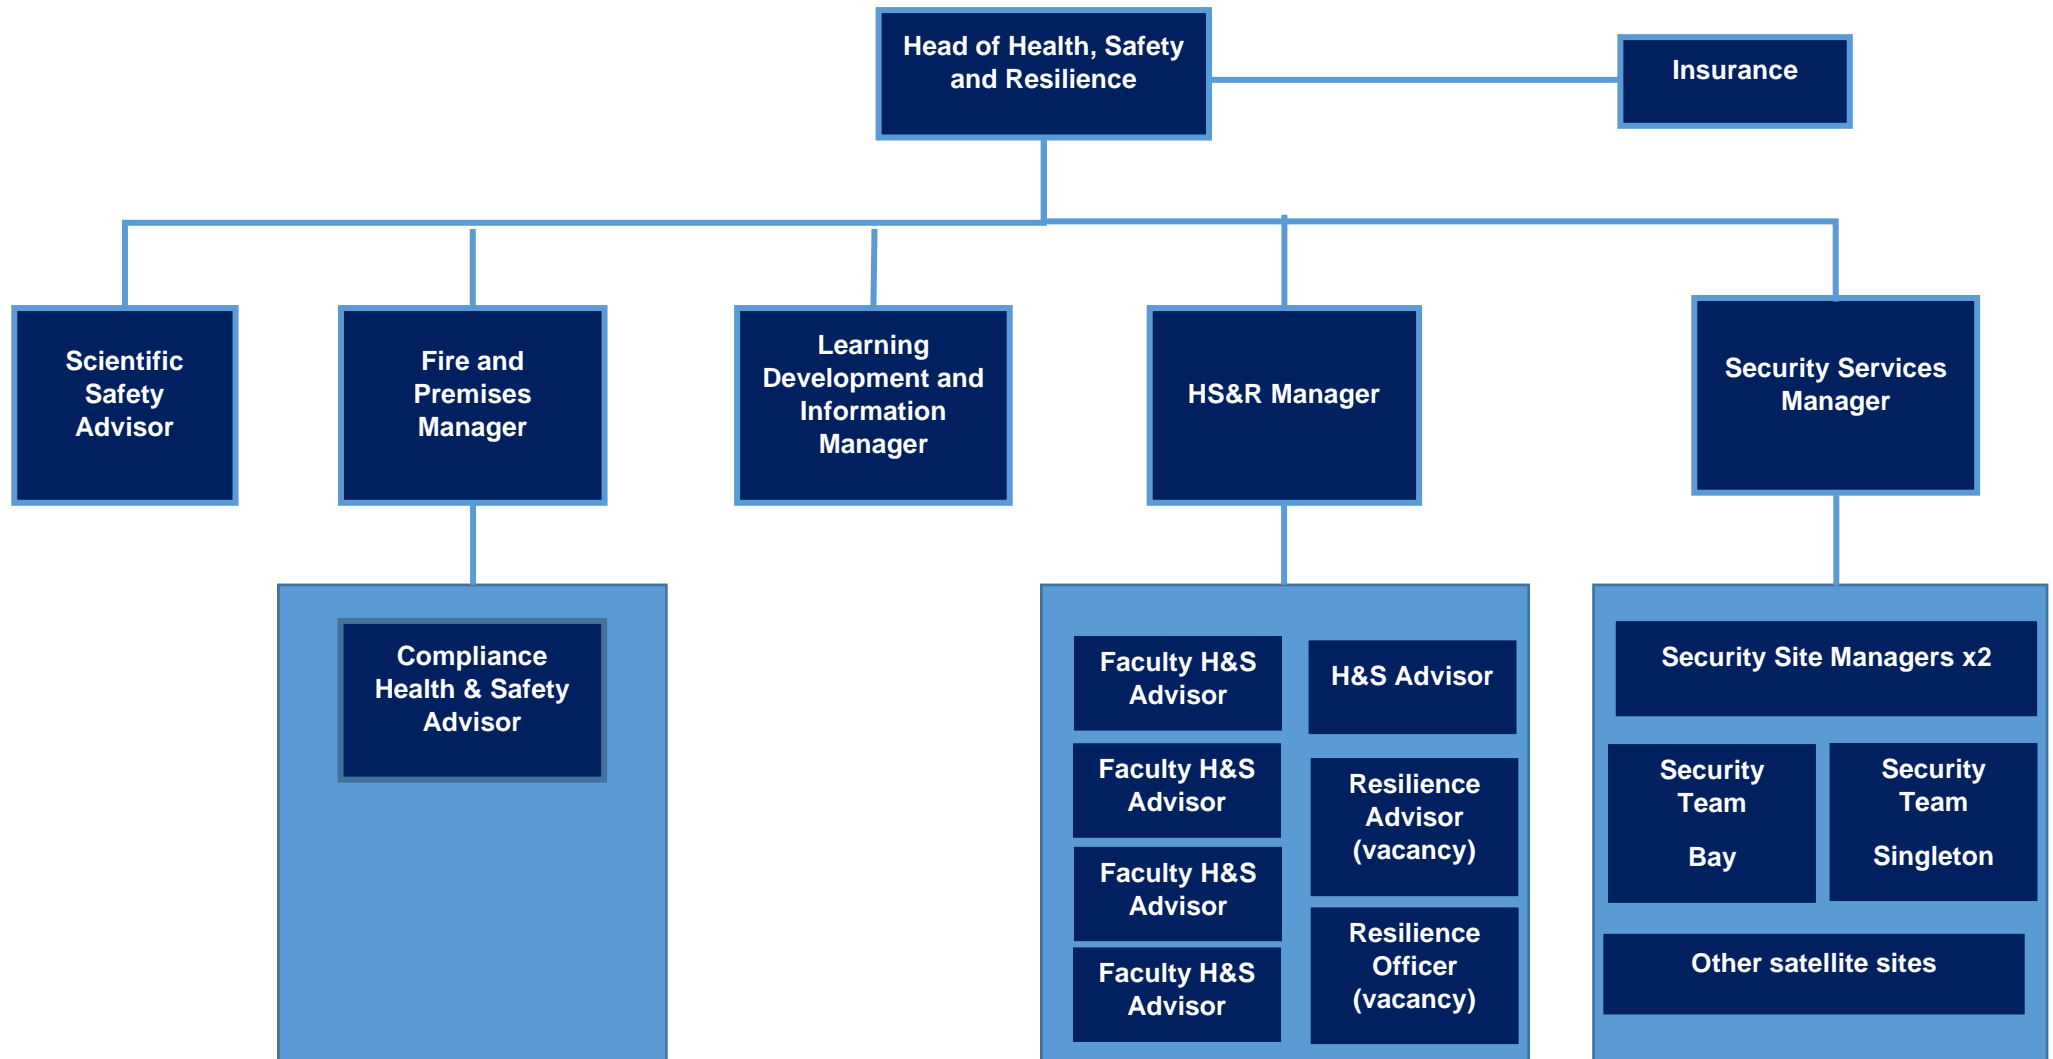 Head of Health, Safety
and Resilience
Insurance
Scientific
Safety
Advisor
Fire and
Premises
Manager
Learning
Development and
Information
Manager
HS&R Manager
Security Services
Manager
Compliance
Health & Safety
Advisor
Faculty H&S
Advisor
Faculty H&S
Advisor
Faculty H&S
Advisor
Faculty H&S
Advisor
H&S Advisor
Resilience
Advisor
(vacancy)
Resilience
Officer
(vacancy)
Security Site Managers x2
Security
Team
Bay
Security
Team
Singleton
Other satellite sites